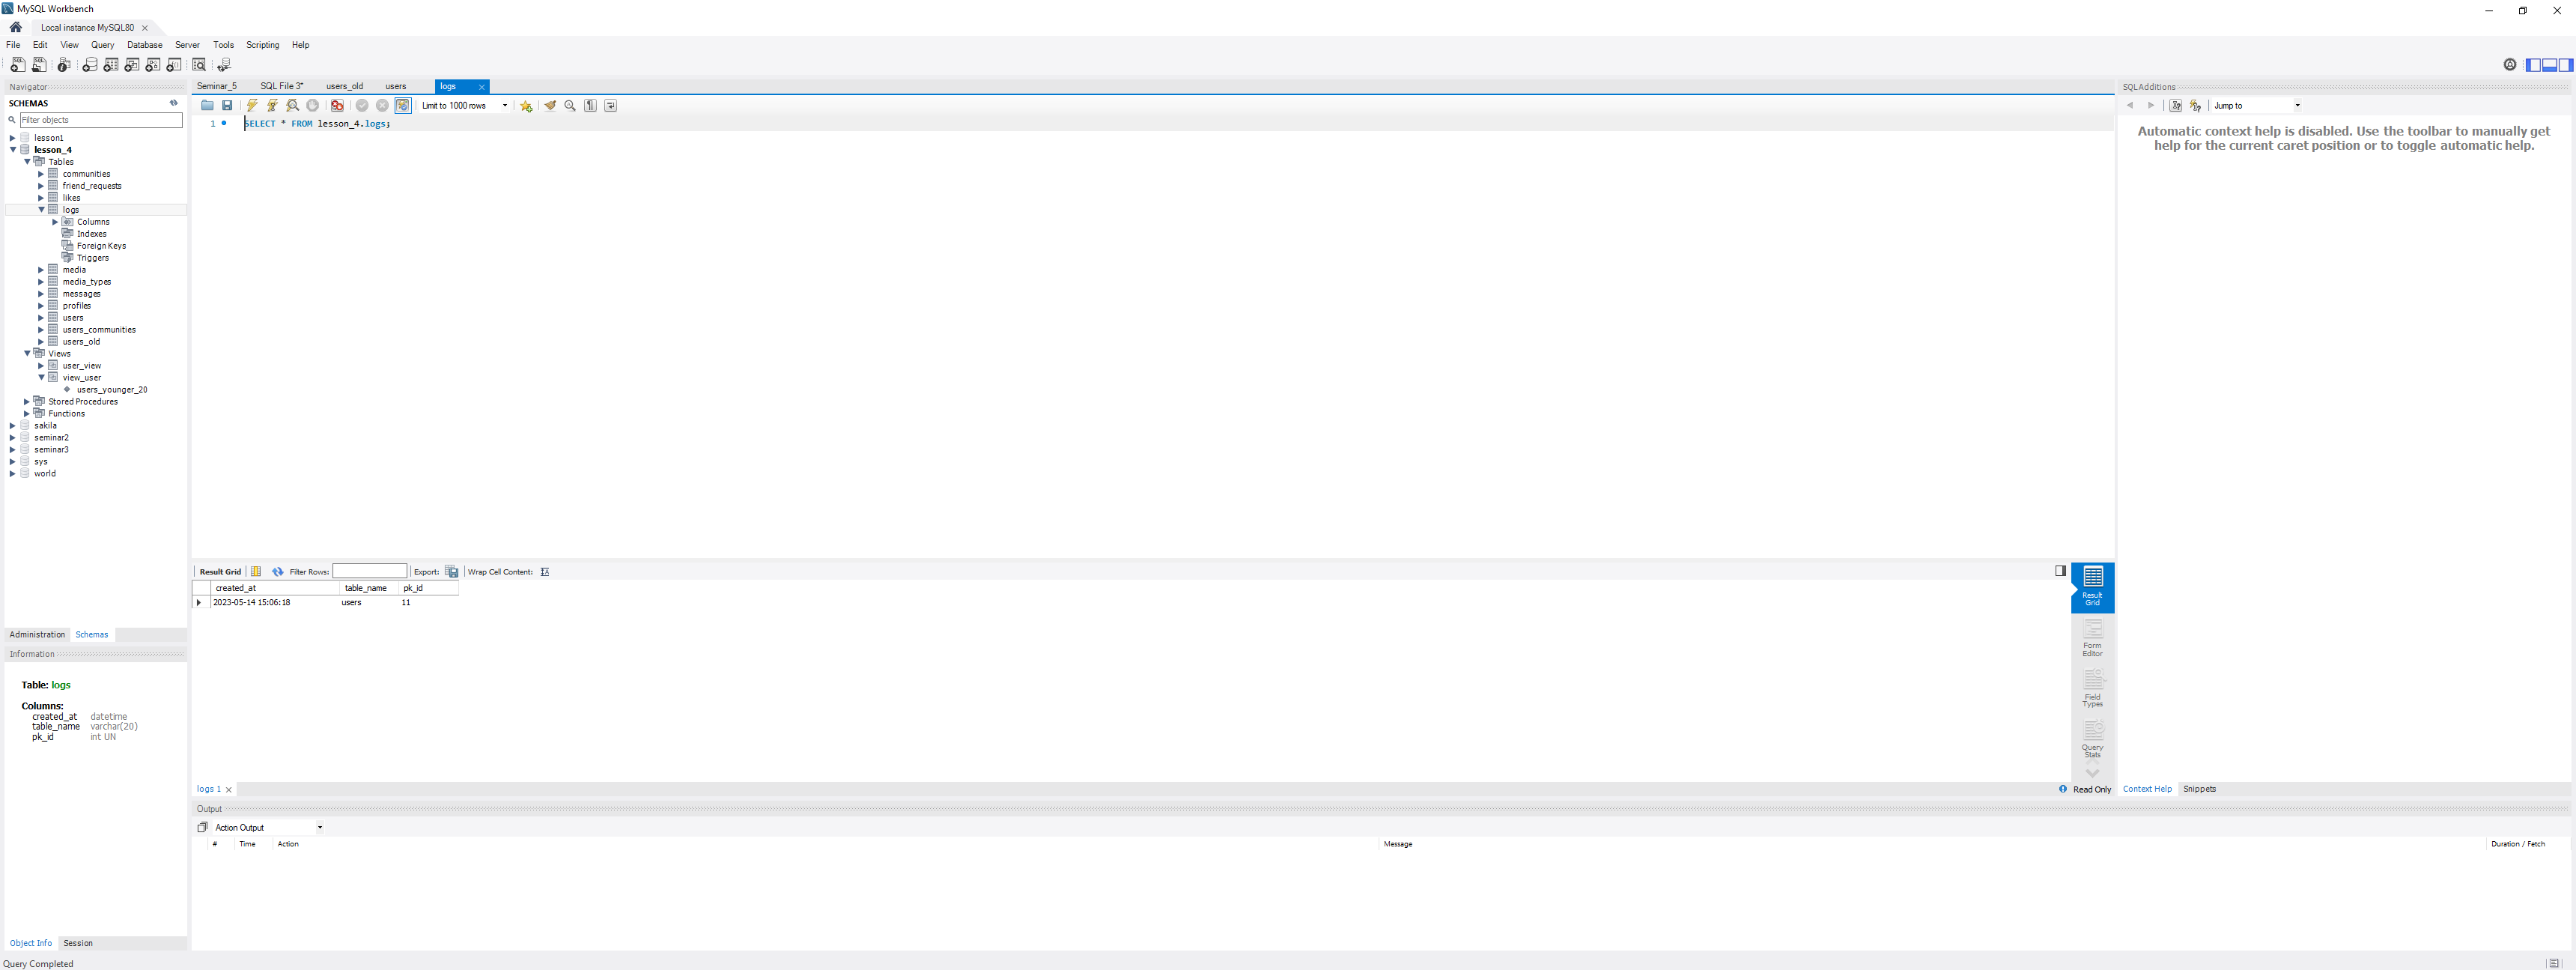 MySQL Workbench
Local instance MySQL80
File Edit View Query Database Server Tools Scripting Help
Navigator
SCHEMAS
Filter objects
lesson1
lesson_4
Tables
communities
friend_requests
likes
logs
Columns
Indexes
Foreign Keys
Triggers
media
media_types
messages
profiles
users
users_communities
users_old
Views
user_view
view_user
users_younger_20
Stored Procedures
Functions
sakila
seminar2
seminar3
sys
world
Administration Schemas
Information
Table: logs
Columns:
created_at datetime
table_name varchar(20)
pk_id int UN
Object Info Session
Query Completed
Seminar_5 SQL File 3* users_old users logs
Limit to 1000 rows
1 SELECT * FROM lesson_4.logs;
Result Grid Filter Rows: Export: Wrap Cell Content:
created_at table_name pk_id
2023-05-14 15:06:18 users 11
Result Grid
Form Editor
Field Types
Query Stats
logs 1
Read Only
Output
Action Output
# Time Action Message Duration / Fetch
SQLAdditions
Jump to
Automatic context help is disabled. Use the toolbar to manually get
help for the current caret position or to toggle automatic help.
Context Help Snippets